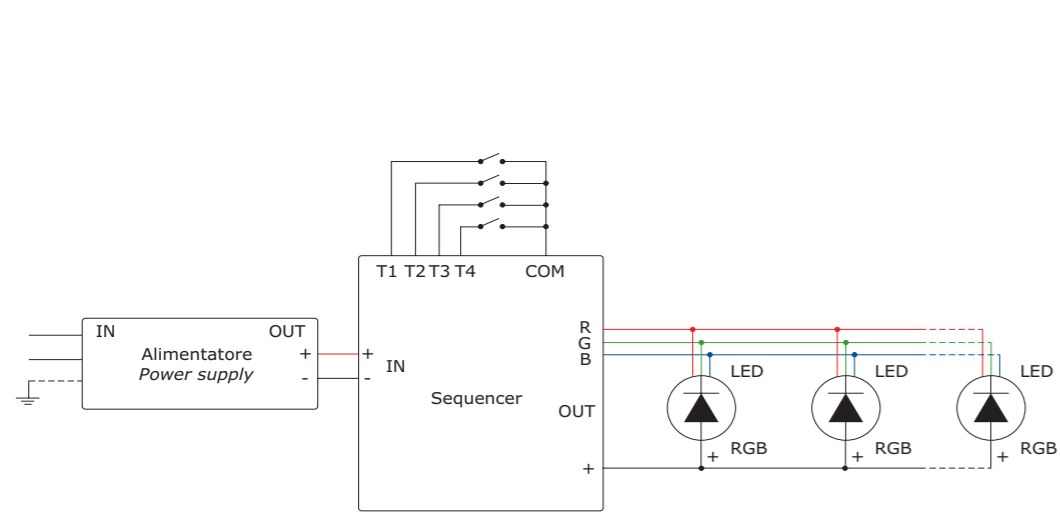 T1 T2 T3 T4 COM
IN OUT
Alimentatore
Power supply
+
-
+
-
IN
Sequencer
R
G
B
OUT
+
LED
RGB
+
LED
RGB
+
LED
RGB
+